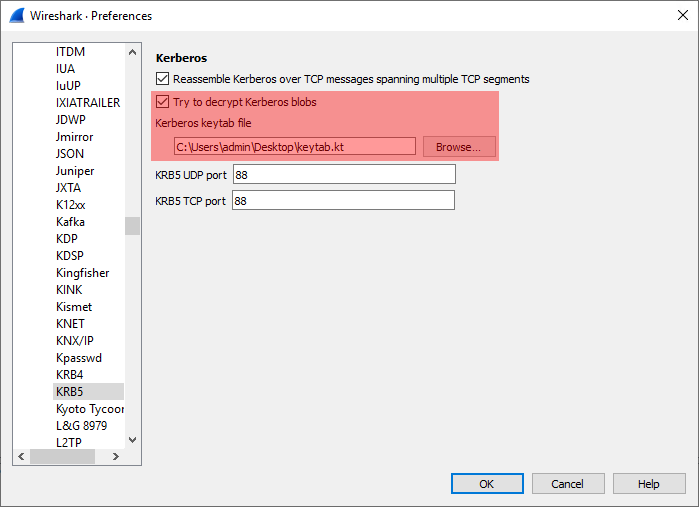 Wireshark · Preferences
ITDM
IUA
IuUP
IXIATRAILER
JDWP
Jmirror
JSON
Juniper
JXTA
K12xx
Kafka
KDP
KDSP
Kingfisher
KINK
Kismet
KNET
KNX/IP
Kpasswd
KRB4
KRB5
Kyoto Tycoon
L&G 8979
L2TP
Kerberos
Reassemble Kerberos over TCP messages spanning multiple TCP segments
Try to decrypt Kerberos blobs
Kerberos keytab file
C:\Users\admin\Desktop\keytab.kt Browse...
KRB5 UDP port 88
KRB5 TCP port 88
OK Cancel Help